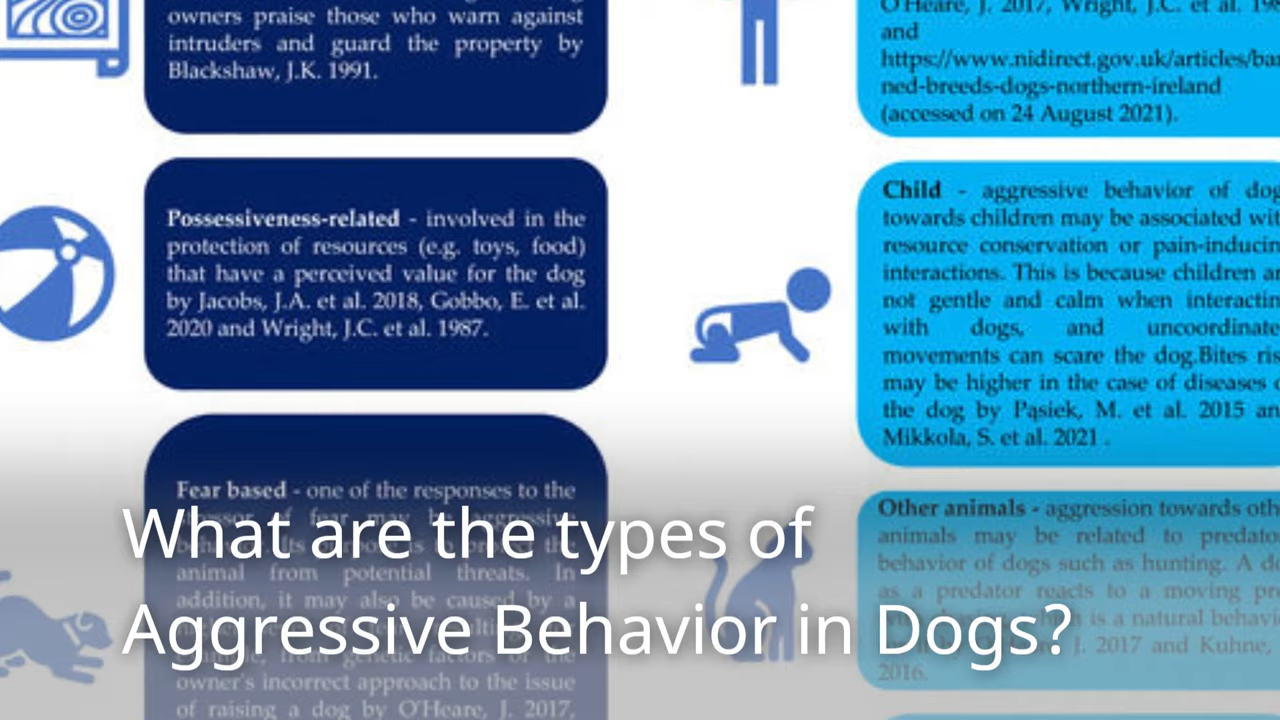 owners praise those who warn against
intruders and guard the property by
Blackshaw, J.K. 1991.
Possessiveness-related - involved in the
protection of resources (e.g. toys, food)
that have a perceived value for the dog
by Jacobs, J.A. et al. 2018, Gobbo, E. et al.
2020 and Wright, J.C. et al. 1987.
Fear based - one of the responses to the
animal from potential threats. In
addition, it may also be caused by a
owner's incorrect approach to the issue
of raising a dog by O'Heare, J. 2017,
O'Heare, J. 2017, Wright, J.C. et al. 198
and
https://www.nidirect.gov.uk/articles/ban
ned-breeds-dogs-northern-ireland
(accessed on 24 August 2021).
Child - aggressive behavior of dog
towards children may be associated wit
resource conservation or pain-inducin
interactions. This is because children ar
not gentle and calm when interactin
with dogs, and uncoordinate
movements can scare the dog.Bites ris
may be higher in the case of diseases o
the dog by Pąsiek, M. et al. 2015 an
Mikkola, S. et al. 2021 .
Other animals - aggression towards oth
animals may be related to predato
behavior of dogs such as hunting. A do
as a predator reacts to a moving pre
is a natural behavi
J. 2017 and Kuhne,
2016.
What are the types of
Aggressive Behavior in Dogs?